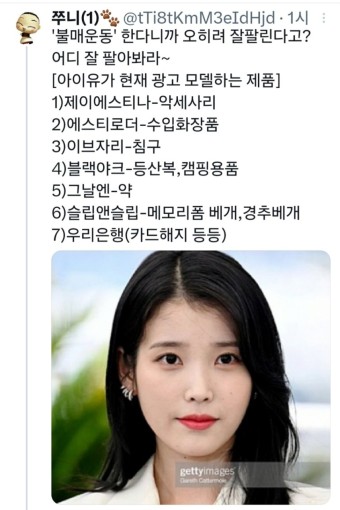 쭈니(1)🐾 @tTi8tKmM3eIdHjd · 1시
'불매운동' 한다니까 오히려 잘팔린다고?
어디 잘 팔아봐라~
[아이유가 현재 광고 모델하는 제품]
1)제이에스티나-악세사리
2)에스티로더-수입화장품
3)이브자리-침구
4)블랙야크-등산복,캠핑용품
5)그날엔-약
6)슬립앤슬립-메모리폼 베개,경추베개
7)우리은행(카드해지 등등)
gettyimages
Gareth Cattermole